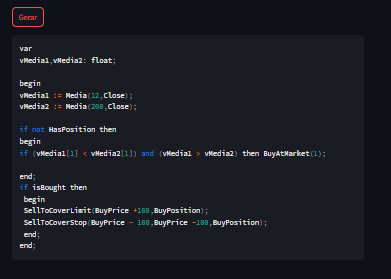 Gerar
var
vMedia1,vMedia2: float;
begin
vMedia1 := Media(12,Close);
vMedia2 := Media(200,Close);
if not HasPosition then
begin
if (vMedia1[1] < vMedia2[1]) and (vMedia1 > vMedia2) then BuyAtMarket(1);
end;
if isBought then
begin
SellToCoverLimit(BuyPrice +100,BuyPosition);
SellToCoverStop(BuyPrice - 100,BuyPrice -100,BuyPosition);
end;
end;